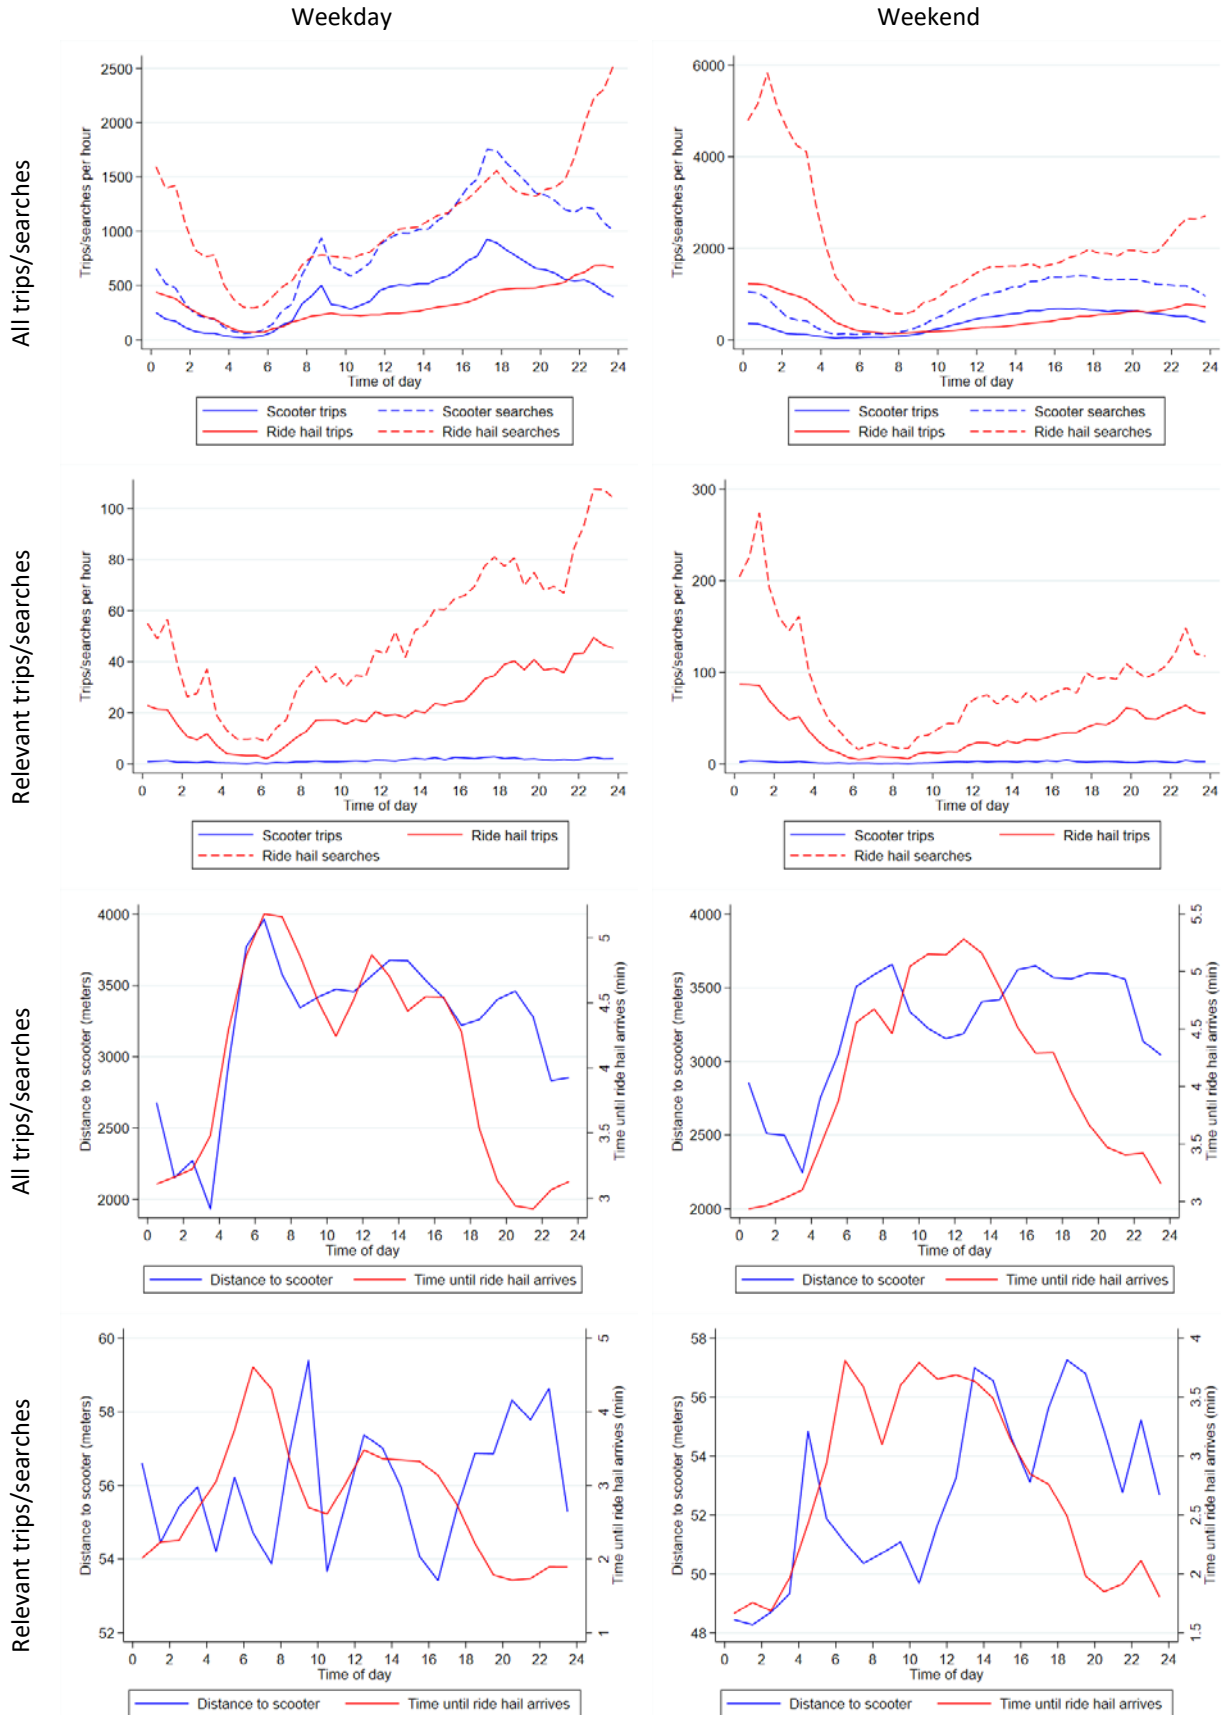 Weekday
Weekend
All trips/searches
Trips/searches per hour
2500
2000
1500
1000
500
0
0 2 4 6 8 10 12 14 16 18 20 22 24
Time of day
Scooter trips
Scooter searches
Ride hail trips
Ride hail searches
Trips/searches per hour
6000
4000
2000
0
0 2 4 6 8 10 12 14 16 18 20 22 24
Time of day
Scooter trips
Scooter searches
Ride hail trips
Ride hail searches
Relevant trips/searches
Trips/searches per hour
100
80
60
40
20
0
0 2 4 6 8 10 12 14 16 18 20 22 24
Time of day
Scooter trips
Ride hail trips
Ride hail searches
Trips/searches per hour
300
200
100
0
0 2 4 6 8 10 12 14 16 18 20 22 24
Time of day
Scooter trips
Ride hail trips
Ride hail searches
All trips/searches
Distance to scooter (meters)
4000
3500
3000
2500
2000
0 2 4 6 8 10 12 14 16 18 20 22 24
Time of day
5
4.5
4
3.5
3
Time until ride hail arrives (min)
Distance to scooter
Time until ride hail arrives
Distance to scooter (meters)
4000
3500
3000
2500
2000
0 2 4 6 8 10 12 14 16 18 20 22 24
Time of day
5.5
5
4.5
4
3.5
3
Time until ride hail arrives (min)
Distance to scooter
Time until ride hail arrives
Relevant trips/searches
Distance to scooter (meters)
60
58
56
54
52
0 2 4 6 8 10 12 14 16 18 20 22 24
Time of day
5
4
3
2
1
Time until ride hail arrives (min)
Distance to scooter
Time until ride hail arrives
Distance to scooter (meters)
58
56
54
52
50
48
0 2 4 6 8 10 12 14 16 18 20 22 24
Time of day
4
3.5
3
2.5
2
1.5
Time until ride hail arrives (min)
Distance to scooter
Time until ride hail arrives